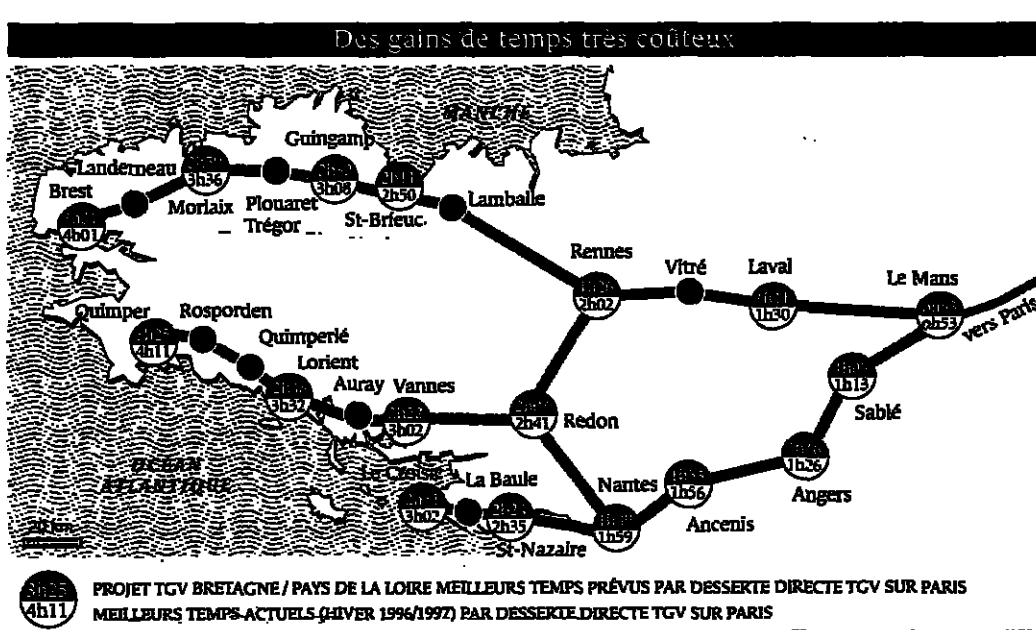 Des gains de temps très coûteux
MANCHE
Guingamp
Landerneau
3h36
3h08
2h50
Brest
Morlaix
Plouaret
Trégor
St-Brieuc
Lamballe
4h01
Rennes
Vitré
Laval
Le Mans
2h02
1h30
0h53
vers Paris
Quimper
Rosporden
4h11
Quimperlé
Lorient
3h32
Auray
Vannes
3h02
2h41
Redon
1h13
Sablé
OCÉAN
ATLANTIQUE
Le Croisic
La Baule
3h02
2h35
St-Nazaire
Nantes
1h59
1h56
Ancenis
1h26
Angers
20 km
PROJET TGV BRETAGNE / PAYS DE LA LOIRE MEILLEURS TEMPS PRÉVUS PAR DESSERTE DIRECTE TGV SUR PARIS
4h11
MEILLEURS TEMPS ACTUELS (HIVER 1996/1997) PAR DESSERTE DIRECTE TGV SUR PARIS